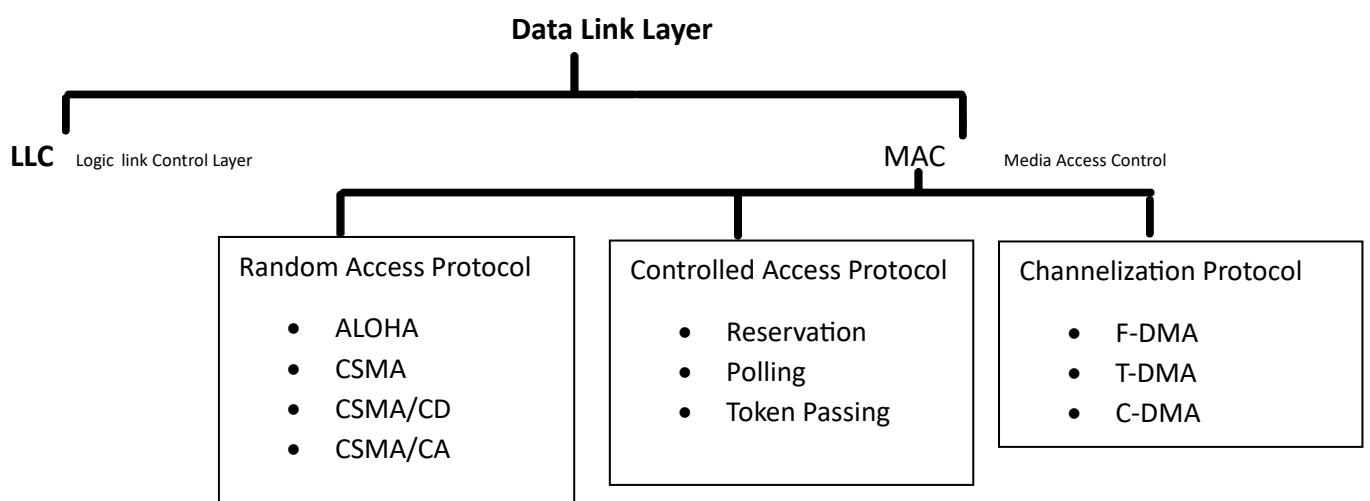 Data Link Layer
LLC Logic link Control Layer
MAC Media Access Control
Random Access Protocol
• ALOHA
• CSMA
• CSMA/CD
• CSMA/CA
Controlled Access Protocol
• Reservation
• Polling
• Token Passing
Channelization Protocol
• F-DMA
• T-DMA
• C-DMA